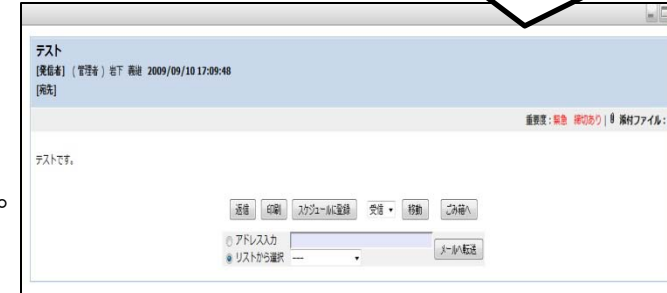 テスト
[発信者] (管理者) 岩下 義継 2009/09/10 17:09:48
[宛先]
重要度:緊急 締切あり| 添付ファイル:
テストです。
。
返信 印刷 スケジュールに登録 受信 移動 ごみ箱へ
アドレス入力
リストから選択 ---- メールへ転送